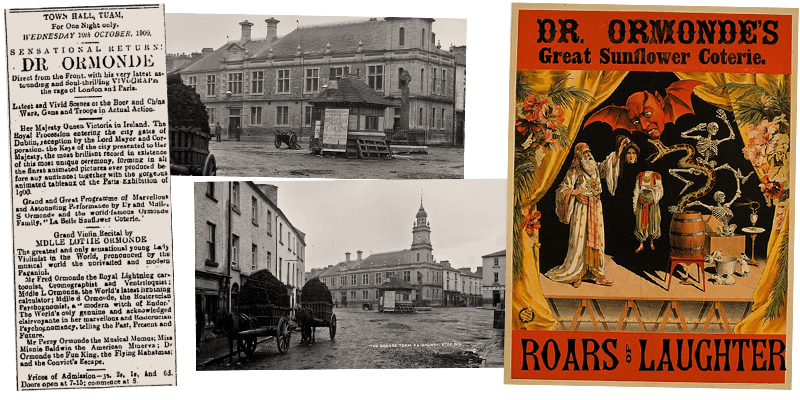 TOWN HALL, TUAM,
For One Night only.
WEDNESDAY 10th OCTOBER, 1900.
SENSATIONAL RETURN!
DR ORMONDE
Direct from the Front, with his very latest as-
tounding and Soul-thrilling VIVOGRAPH
the rage of London and Paris.
Latest and Vivid Scenes of the Boer and China
Wars, Guns and Troops in Actual Action.
Her Majesty Queen Victoria in Ireland. The
Royal Procession entering the city gates of
Dublin, reception by the Lord Mayor and Cor-
poration, the Keys of the city presented to Her
Majesty, the most brilliant record in existence
of this most unique ceremony, forming in all
the finest animated pictures ever produced be-
fore any audience; together with the gorgeous
animated tableaux of the Paris Exhibition of
1900.
Grand and Great Programme of Marvellous
and Astounding Performance by Dr and Mdlle.
S Ormonde and the world-famous Ormonde
Family, "La Belle Sunflower Coterie."
Grand Violin Recital by
MDLLE LOTTIE ORMONDE
The greatest and only sensational young Lady
Violinist in the World, pronounced by the
musical world the unrivalled and modern
Paganini.
Mr Fred Ormonde the Royal Lightning car-
toonist, Cromographist and Ventriloquist;
Mdlle L Ormonde, the World's latest lightning
calculator; Mdlle S Ormonde, the Rosicrucian
Psychognomist, a "modern witch of Endor."
The World's only genuine and acknowledged
clairvoyante in her marvellous and Rosicrucian
Psychognomancy, telling the Past, Present and
Future.
Mr Percy Ormonde the Musical Momus; Miss
Minnie Baldwin the American Minerva; Dr
Ormonde the Fun King, the Flying Mahatmas;
and the Convict's Escape.
Prices of Admission—3s. 2s, 1s, and 6d.
Doors open at 7-15; commence at 8.
THE SQUARE TUAM. CO. GALWAY.
DR. ORMONDE'S
Great Sunflower Coterie.
ROARS OF LAUGHTER